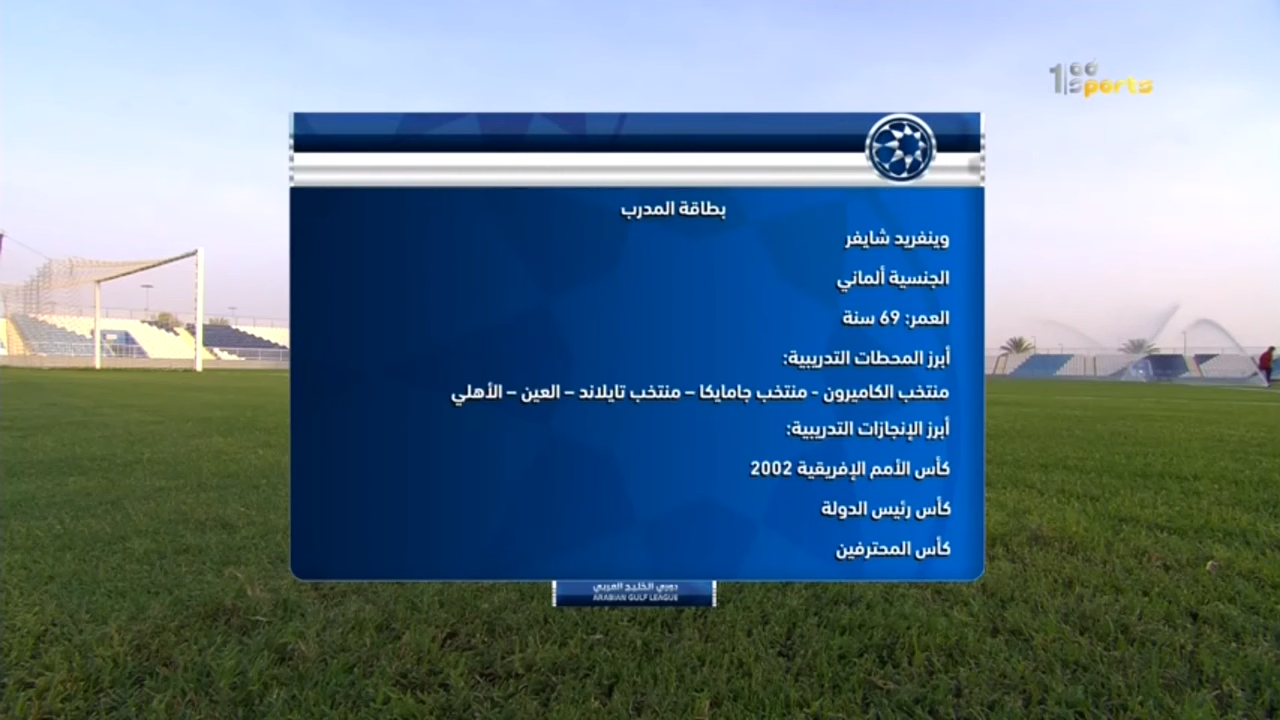 1 sports
بطاقة المدرب
وينفريد شايفر
الجنسية ألماني
العمر: 69 سنة
أبرز المحطات التدريبية:
منتخب الكاميرون - منتخب جامايكا – منتخب تايلاند – العين – الأهلي
أبرز الإنجازات التدريبية:
كأس الأمم الإفريقية 2002
كأس رئيس الدولة
كأس المحترفين
دوري الخليج العربي
ARABIAN GULF LEAGUE